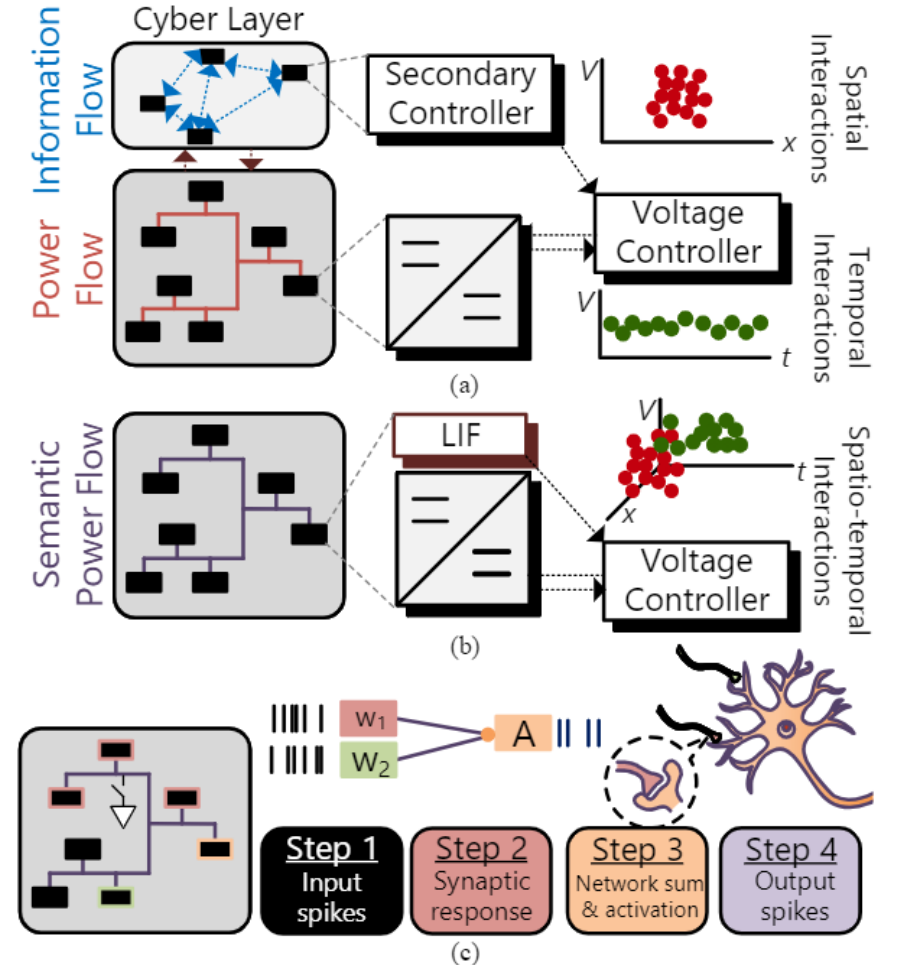 Cyber Layer
Information
Flow
Secondary
Controller
V
x
Spatial
Interactions
Power
Flow
Voltage
Controller
V
t
Temporal
Interactions
(a)
Semantic
Power Flow
LIF
V
t
x
Spatio-temporal
Interactions
Voltage
Controller
(b)
w1
w2
A
Step 1
Input
spikes
Step 2
Synaptic
response
Step 3
Network sum
& activation
Step 4
Output
spikes
(c)